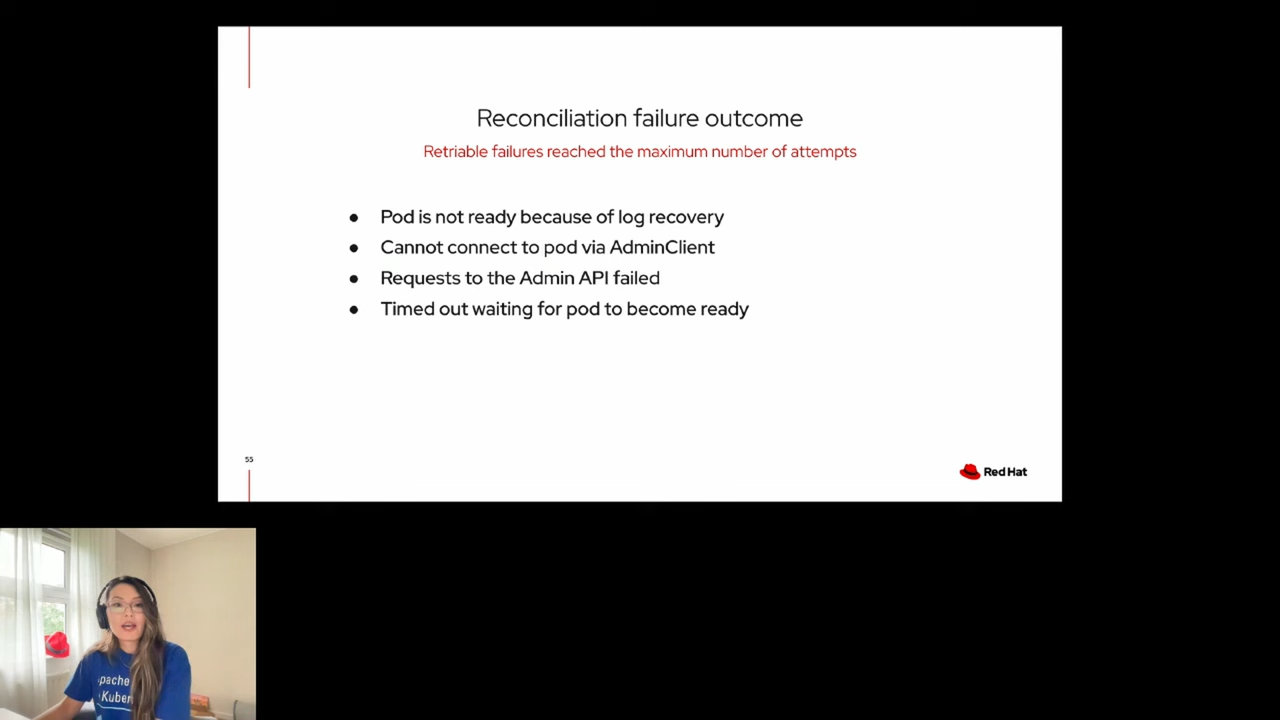 Reconciliation failure outcome
Retriable failures reached the maximum number of attempts
● Pod is not ready because of log recovery
● Cannot connect to pod via AdminClient
● Requests to the Admin API failed
● Timed out waiting for pod to become ready
55
Red Hat
pache
Kuber